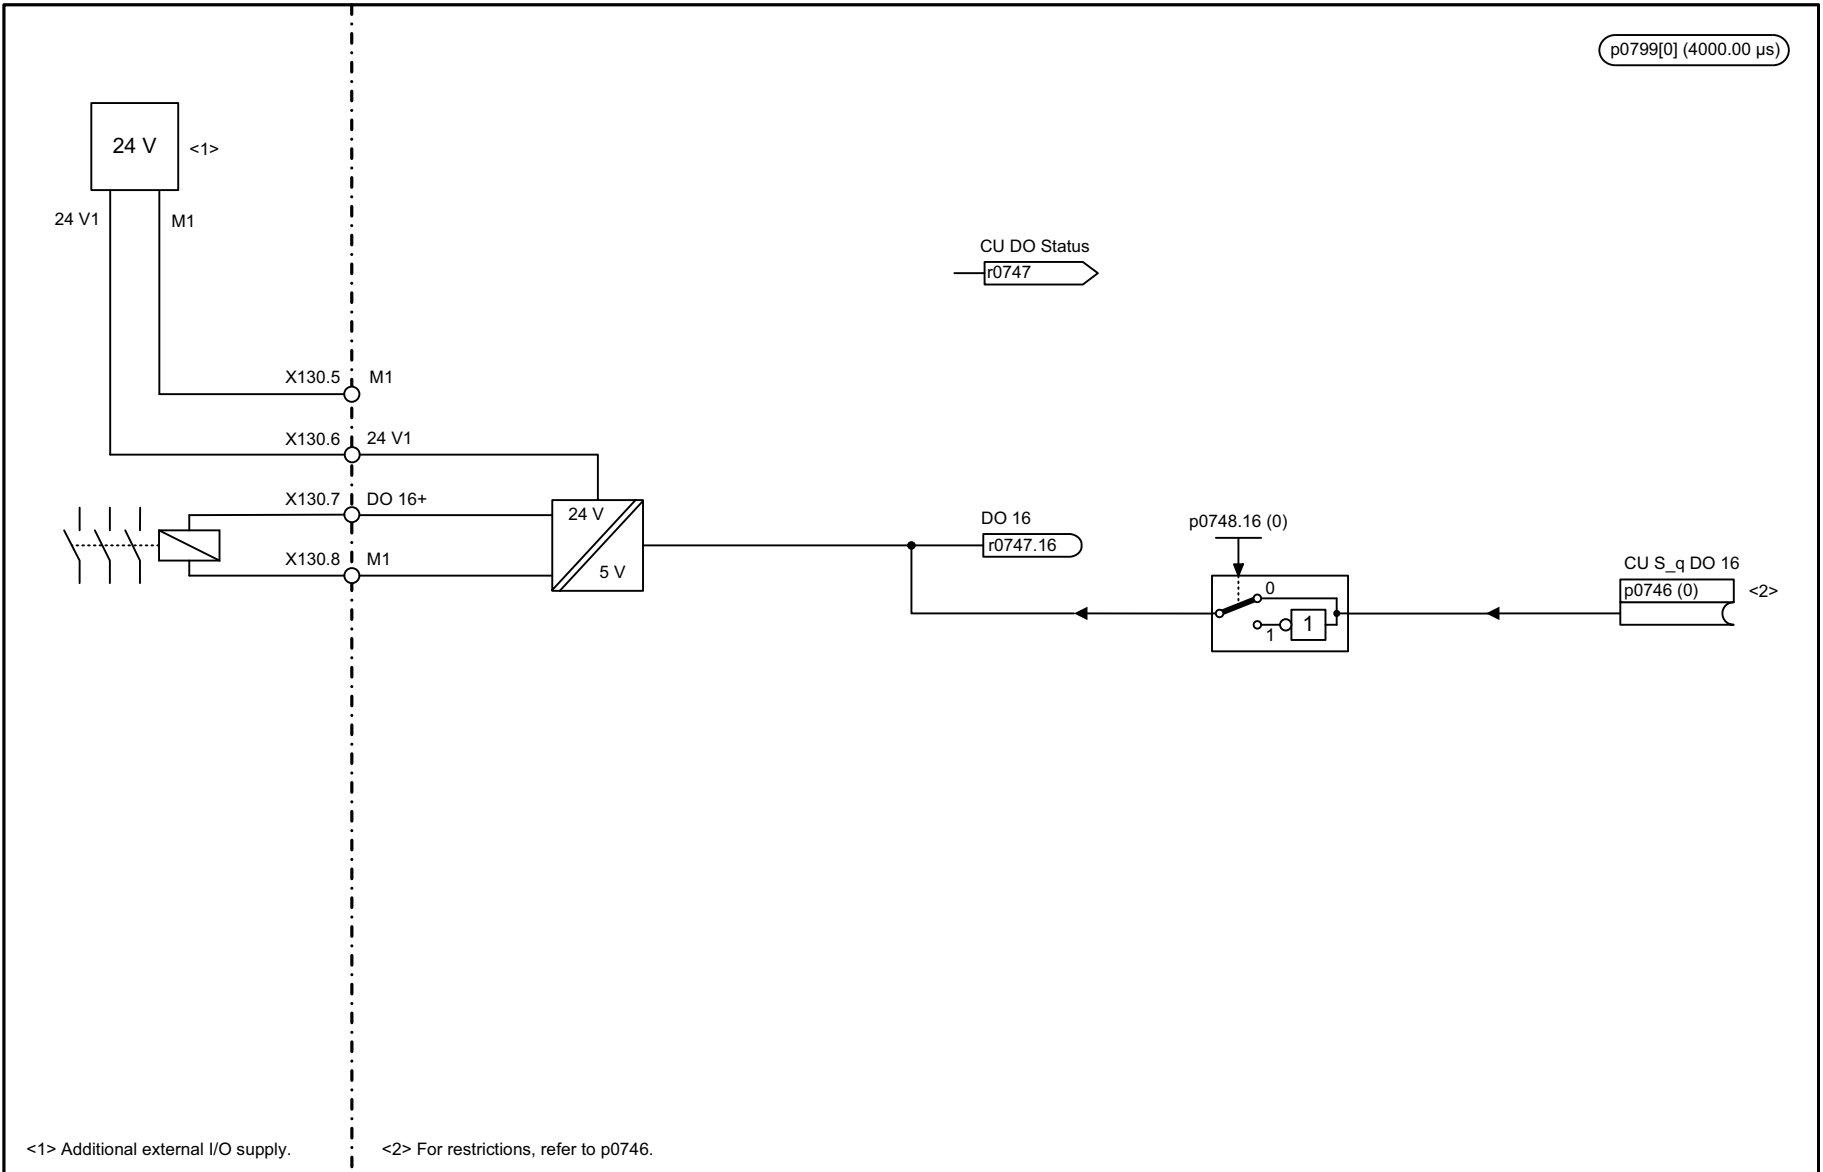 p0799[0] (4000.00 µs)
24 V
<1>
24 V1
M1
CU DO Status
r0747
X130.5
M1
X130.6
24 V1
X130.7
DO 16+
24 V
5 V
X130.8
M1
DO 16
r0747.16
p0748.16 (0)
0
1
1
CU S_q DO 16
p0746 (0)
<2>
<1> Additional external I/O supply.
<2> For restrictions, refer to p0746.